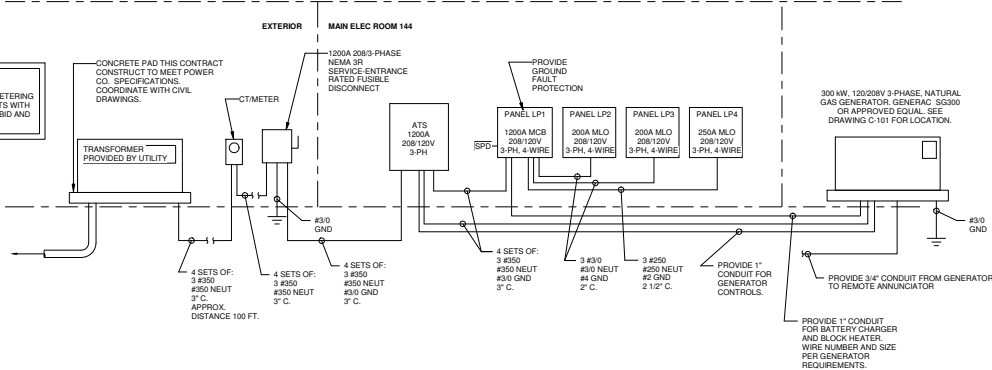 EXTERIOR
MAIN ELEC ROOM 144
CONCRETE PAD THIS CONTRACT
CONSTRUCT TO MEET POWER
CO. SPECIFICATIONS.
COORDINATE WITH CIVIL
DRAWINGS.
1200A 208/3-PHASE
NEMA 3R
SERVICE-ENTRANCE
RATED FUSIBLE
DISCONNECT
PROVIDE
GROUND
FAULT
PROTECTION
300 kW, 120/208V 3-PHASE, NATURAL
GAS GENERATOR. GENERAC SG300
OR APPROVED EQUAL. SEE
DRAWING C-101 FOR LOCATION.
ETERING
TS WITH
BID AND
CT/METER
TRANSFORMER
PROVIDED BY UTILITY
ATS
1200A
208/120V
3-PH
SPD
PANEL LP1
1200A MCB
208/120V
3-PH, 4-WIRE
PANEL LP2
200A MLO
208/120V
3-PH, 4-WIRE
PANEL LP3
200A MLO
208/120V
3-PH, 4-WIRE
PANEL LP4
250A MLO
208/120V
3-PH, 4-WIRE
#3/0
GND
#3/0
GND
4 SETS OF:
3 #350
#350 NEUT
3" C.
APPROX.
DISTANCE 100 FT.
4 SETS OF:
3 #350
#350 NEUT
3" C.
4 SETS OF:
3 #350
#350 NEUT
#3/0 GND
3" C.
4 SETS OF:
3 #350
#350 NEUT
#3/0 GND
3" C.
3 #3/0
#3/0 NEUT
#4 GND
2" C.
3 #250
#250 NEUT
#2 GND
2 1/2" C.
PROVIDE 1"
CONDUIT FOR
GENERATOR
CONTROLS.
PROVIDE 3/4" CONDUIT FROM GENERATOR
TO REMOTE ANNUNCIATOR
PROVIDE 1" CONDUIT
FOR BATTERY CHARGER
AND BLOCK HEATER.
WIRE NUMBER AND SIZE
PER GENERATOR
REQUIREMENTS.